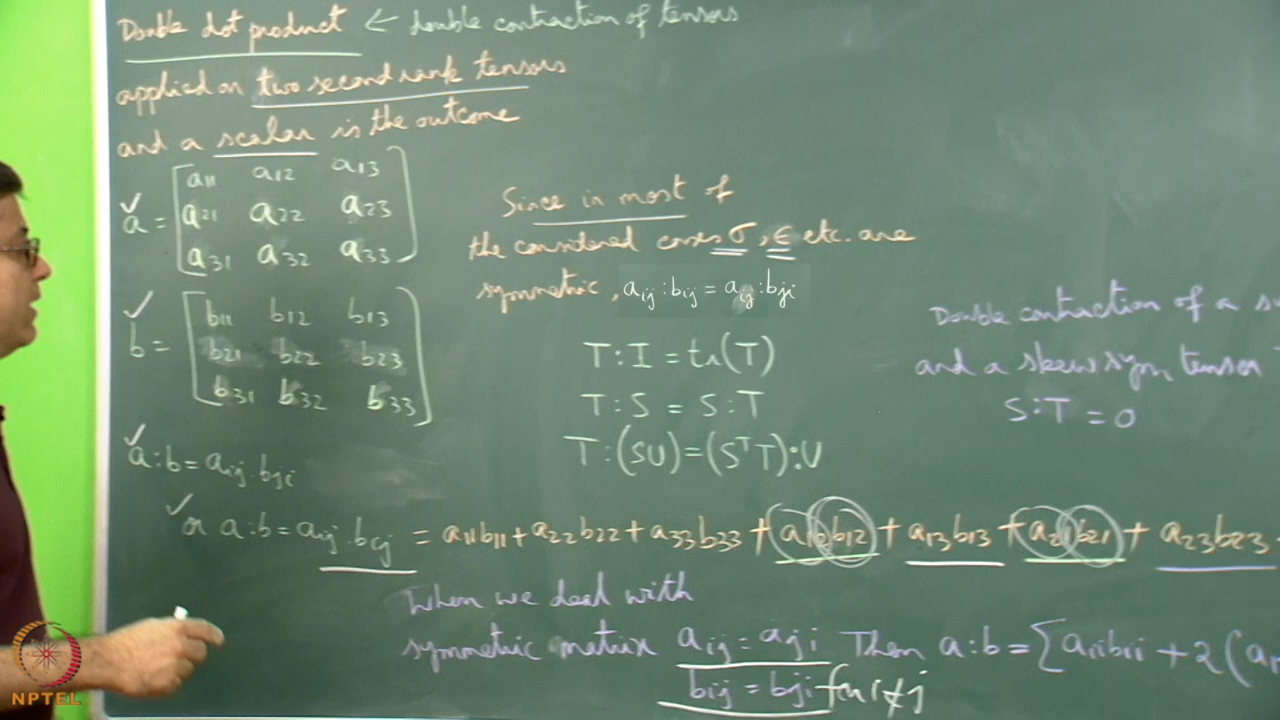 Double dot product < double contraction of tensors
applied on two second rank tensors
and a scalar is the outcome
✓ a = [ a11 a12 a13
a21 a22 a23
a31 a32 a33 ]
✓ b = [ b11 b12 b13
b21 b22 b23
b31 b32 b33 ]
✓ a:b = aij.bji
✓ or a:b = aij.bij = a11b11 + a22b22 + a33b33 + a12b12 + a13b13 + a21b21 + a23b23
Since in most of
the considered cases σ, ε etc. are
symmetric, aij:bij = aij:bji
T:I = tr(T)
T:S = S:T
T:(SU) = (SᵀT):U
Double contraction of a
and a skew sym tensor
S:T = 0
When we deal with
symmetric matrix aij = aji Then a:b = {a11b11 + 2(a
bij = bji for i≠j
NPTEL